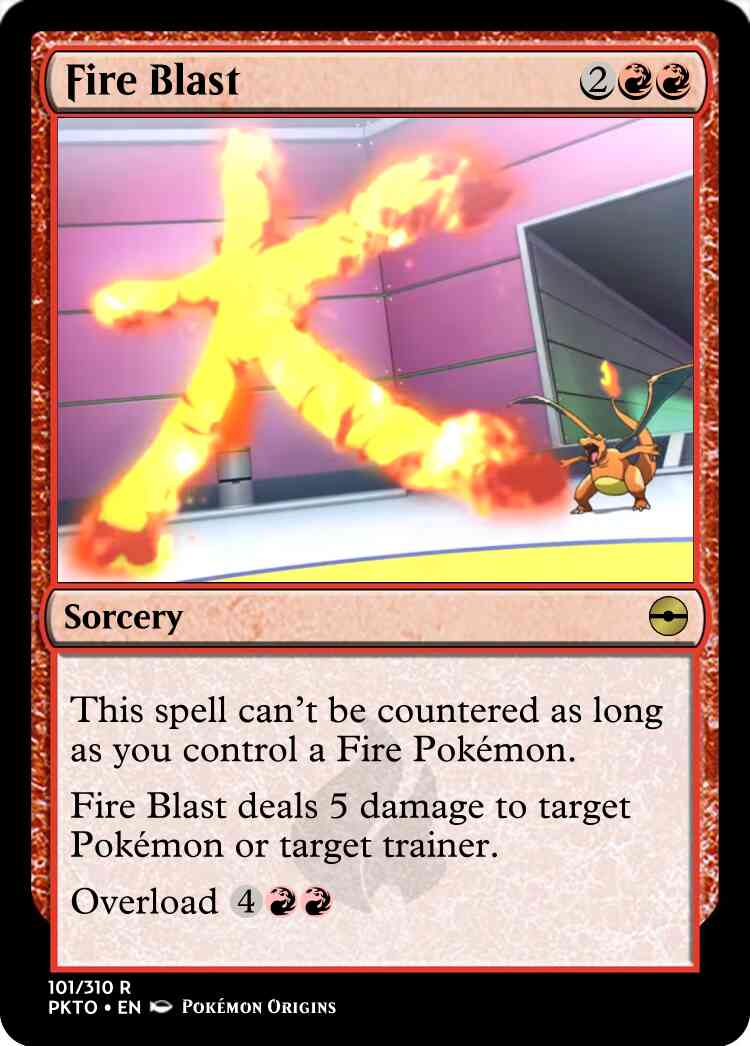 Fire Blast 2
Sorcery
This spell can't be countered as long
as you control a Fire Pokémon.
Fire Blast deals 5 damage to target
Pokémon or target trainer.
Overload 4
101/310 R
PKTO • EN Pokémon Origins